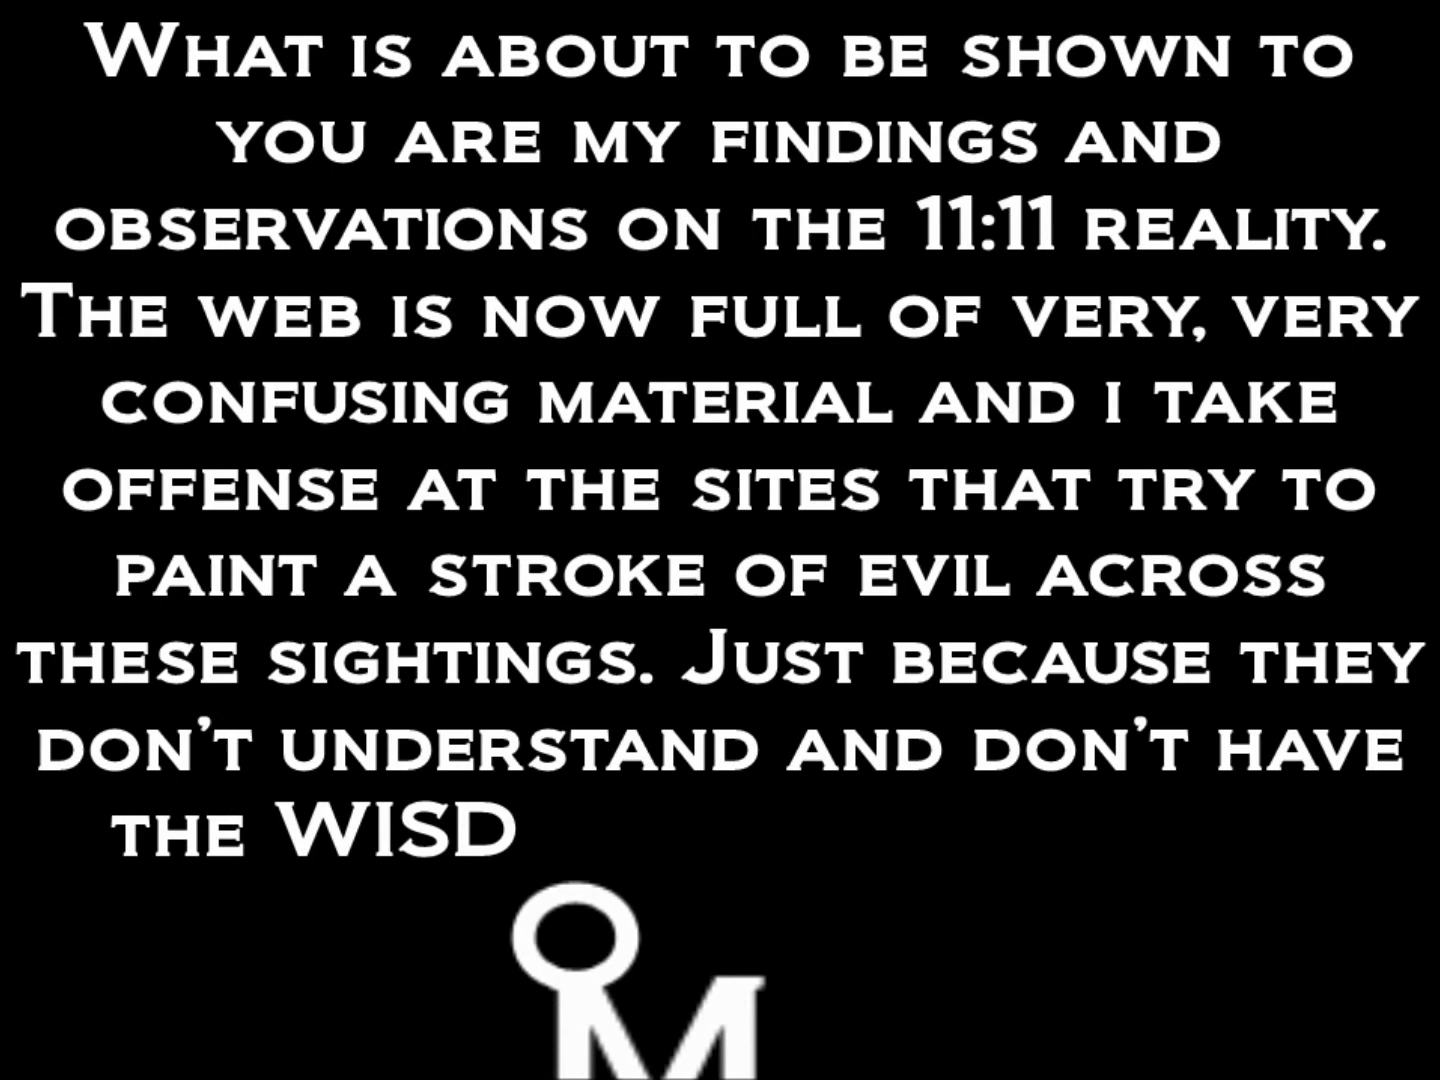 What is about to be shown to
you are my findings and
observations on the 11:11 reality.
The web is now full of very, very
confusing material and i take
offense at the sites that try to
paint a stroke of evil across
these sightings. Just because they
don't understand and don't have
the WISD
O
M